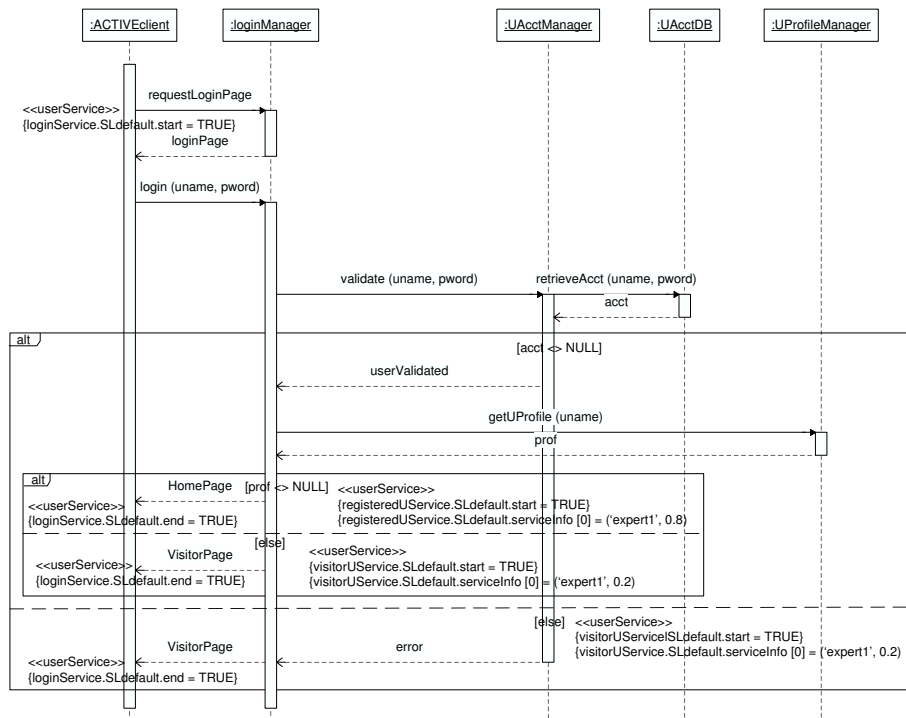 :ACTIVEclient :loginManager :UAcctManager :UAcctDB :UProfileManager
requestLoginPage
<<userService>>
{loginService.SLdefault.start = TRUE}
loginPage
login (uname, pword)
validate (uname, pword)
retrieveAcct (uname, pword)
acct
alt
[acct <> NULL]
userValidated
getUProfile (uname)
prof
alt
HomePage
[prof <> NULL]
<<userService>>
{loginService.SLdefault.end = TRUE}
<<userService>>
{registeredUService.SLdefault.start = TRUE}
{registeredUService.SLdefault.serviceInfo [0] = (‘expert1’, 0.8)
[else]
VisitorPage
<<userService>>
{loginService.SLdefault.end = TRUE}
<<userService>>
{visitorUService.SLdefault.start = TRUE}
{visitorUService.SLdefault.serviceInfo [0] = (‘expert1’, 0.2)
[else]
<<userService>>
{visitorUServiceISLdefault.start = TRUE}
{visitorUService.SLdefault.serviceInfo [0] = (‘expert1’, 0.2)
VisitorPage
error
<<userService>>
{loginService.SLdefault.end = TRUE}